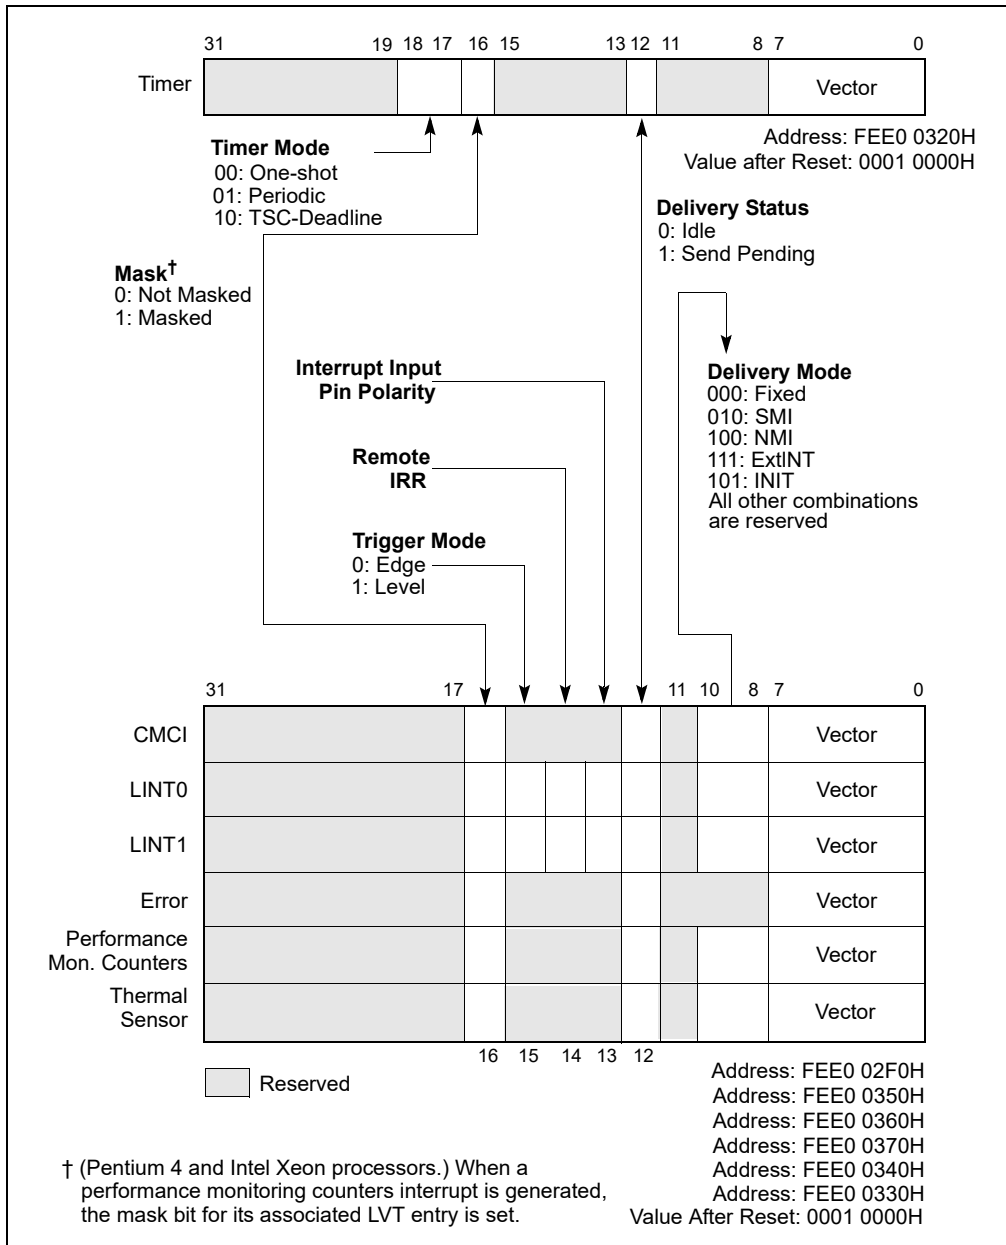 31 19 18 17 16 15 13 12 11 8 7 0
Timer Vector
Address: FEE0 0320H
Value after Reset: 0001 0000H
Timer Mode
00: One-shot
01: Periodic
10: TSC-Deadline
Delivery Status
0: Idle
1: Send Pending
Mask†
0: Not Masked
1: Masked
Interrupt Input
Pin Polarity
Delivery Mode
000: Fixed
010: SMI
100: NMI
111: ExtINT
101: INIT
All other combinations
are reserved
Remote
IRR
Trigger Mode
0: Edge
1: Level
31 17 11 10 8 7 0
CMCI Vector
LINT0 Vector
LINT1 Vector
Error Vector
Performance
Mon. Counters Vector
Thermal
Sensor Vector
16 15 14 13 12
Reserved
Address: FEE0 02F0H
Address: FEE0 0350H
Address: FEE0 0360H
Address: FEE0 0370H
Address: FEE0 0340H
Address: FEE0 0330H
Value After Reset: 0001 0000H
† (Pentium 4 and Intel Xeon processors.) When a
performance monitoring counters interrupt is generated,
the mask bit for its associated LVT entry is set.